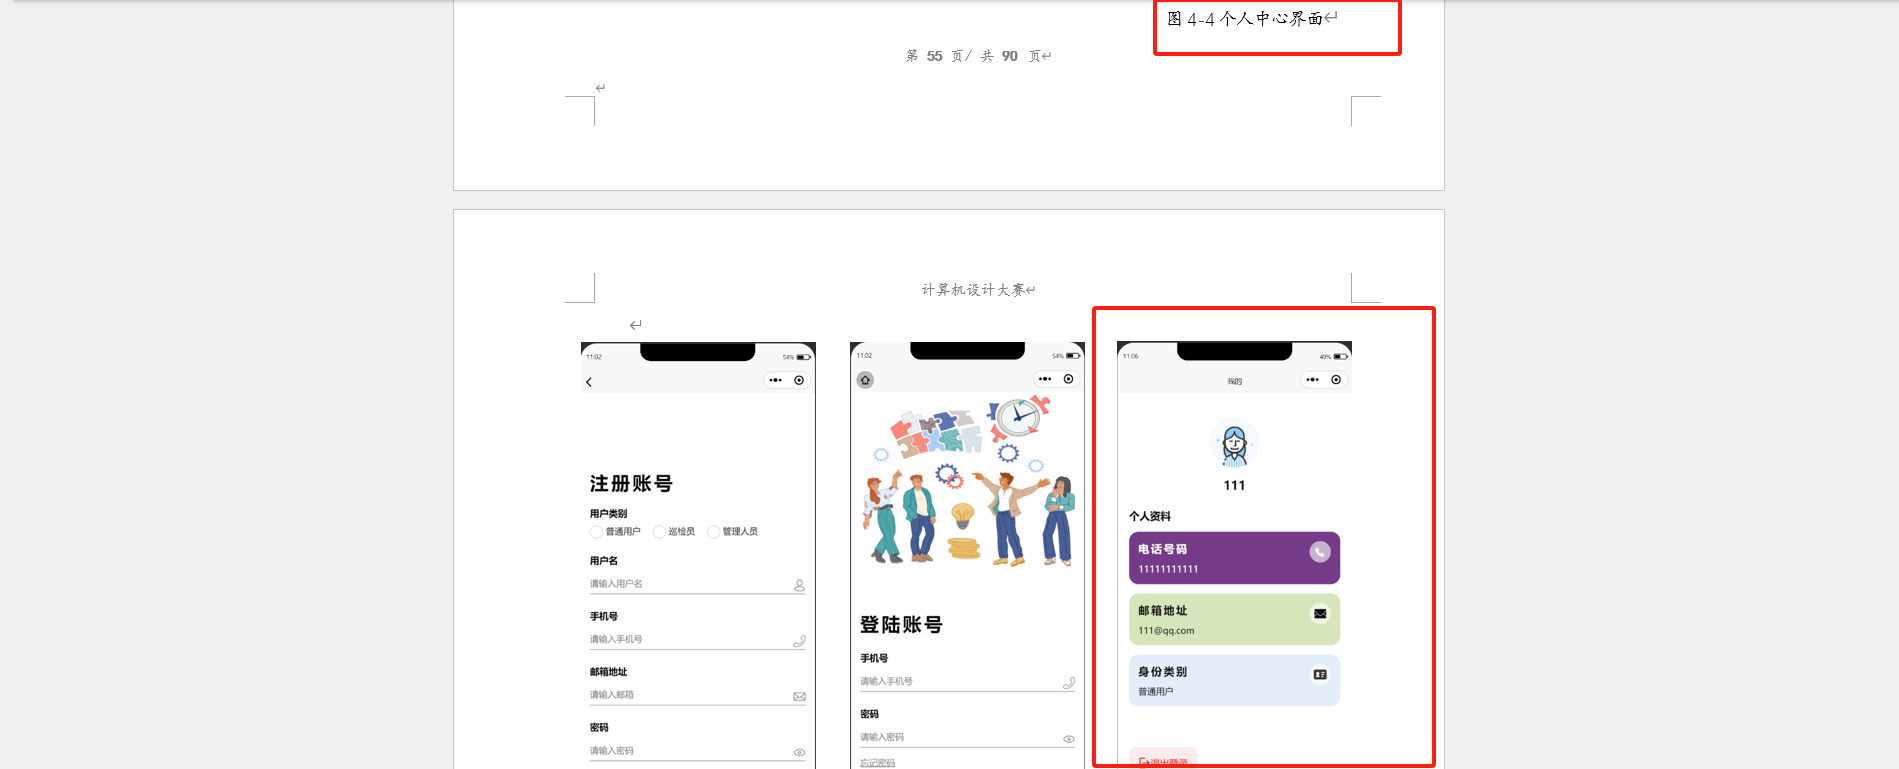 图 4-4 个人中心界面↵
第 55 页/ 共 90 页↵
↵
计算机设计大赛↵
↵
11:02
54%
注册账号
用户类别
普通用户 巡检员 管理人员
用户名
请输入用户名
手机号
请输入手机号
邮箱地址
请输入邮箱
密码
请输入密码
11:02
54%
登陆账号
手机号
请输入手机号
密码
请输入密码
忘记密码
11:06
49%
我的
111
个人资料
电话号码
11111111111
邮箱地址
111@qq.com
身份类别
普通用户
退出登录